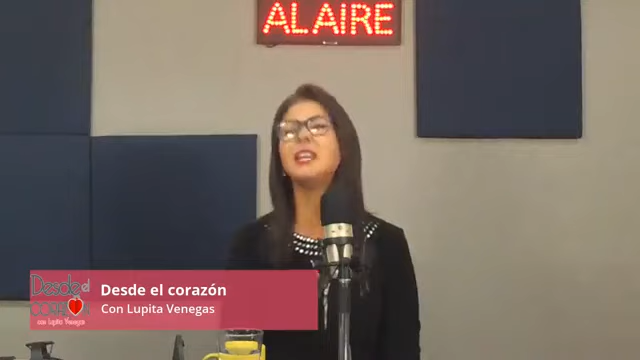 ALAIRE
Desde el
CORAZÓN
con Lupita Venegas
Desde el corazón
Con Lupita Venegas